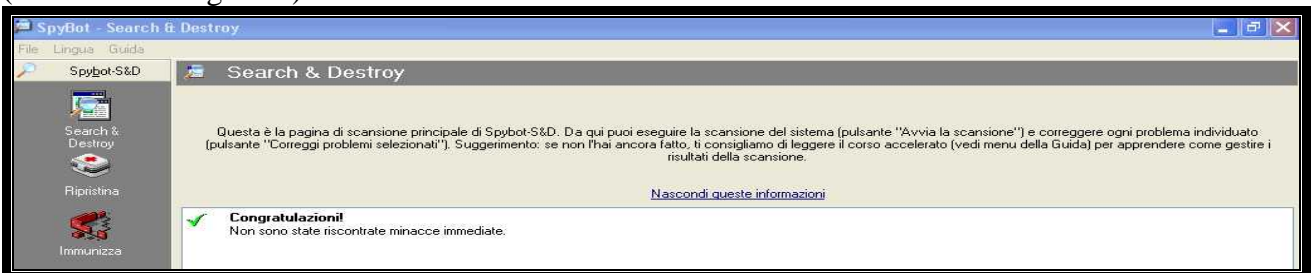 SpyBot - Search & Destroy
File Lingua Guida
Spybot-S&D
Search & Destroy
Search &
Destroy
Ripristina
Immunizza
Questa è la pagina di scansione principale di Spybot-S&D. Da qui puoi eseguire la scansione del sistema (pulsante "Avvia la scansione") e correggere ogni problema individuato
(pulsante "Correggi problemi selezionati"). Suggerimento: se non l'hai ancora fatto, ti consigliamo di leggere il corso accelerato (vedi menu della Guida) per apprendere come gestire i
risultati della scansione.
Nascondi queste informazioni
Congratulazioni!
Non sono state riscontrate minacce immediate.